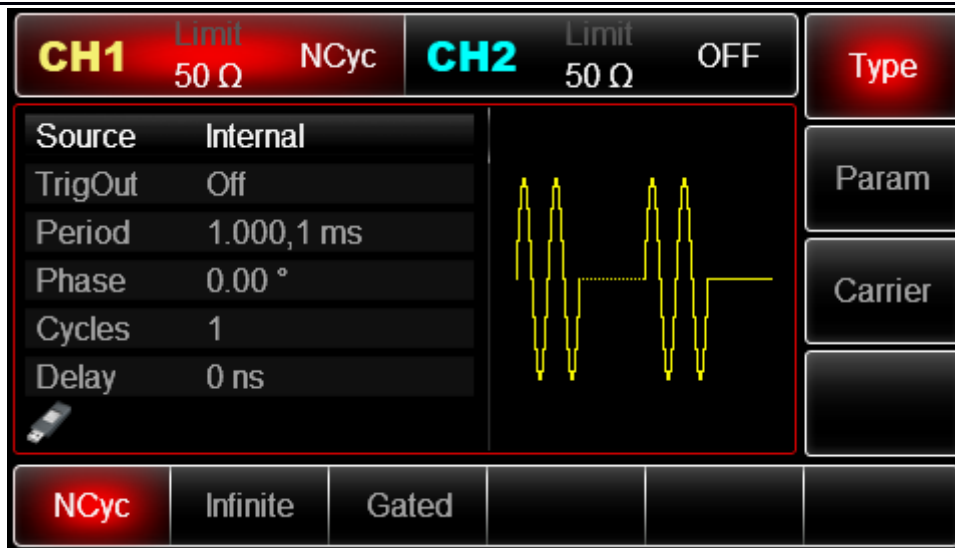 CH1 Limit 50 Ω NCyc CH2 Limit 50 Ω OFF Type
Source Internal
TrigOut Off
Period 1.000,1 ms
Phase 0.00 °
Cycles 1
Delay 0 ns
Param
Carrier
NCyc Infinite Gated